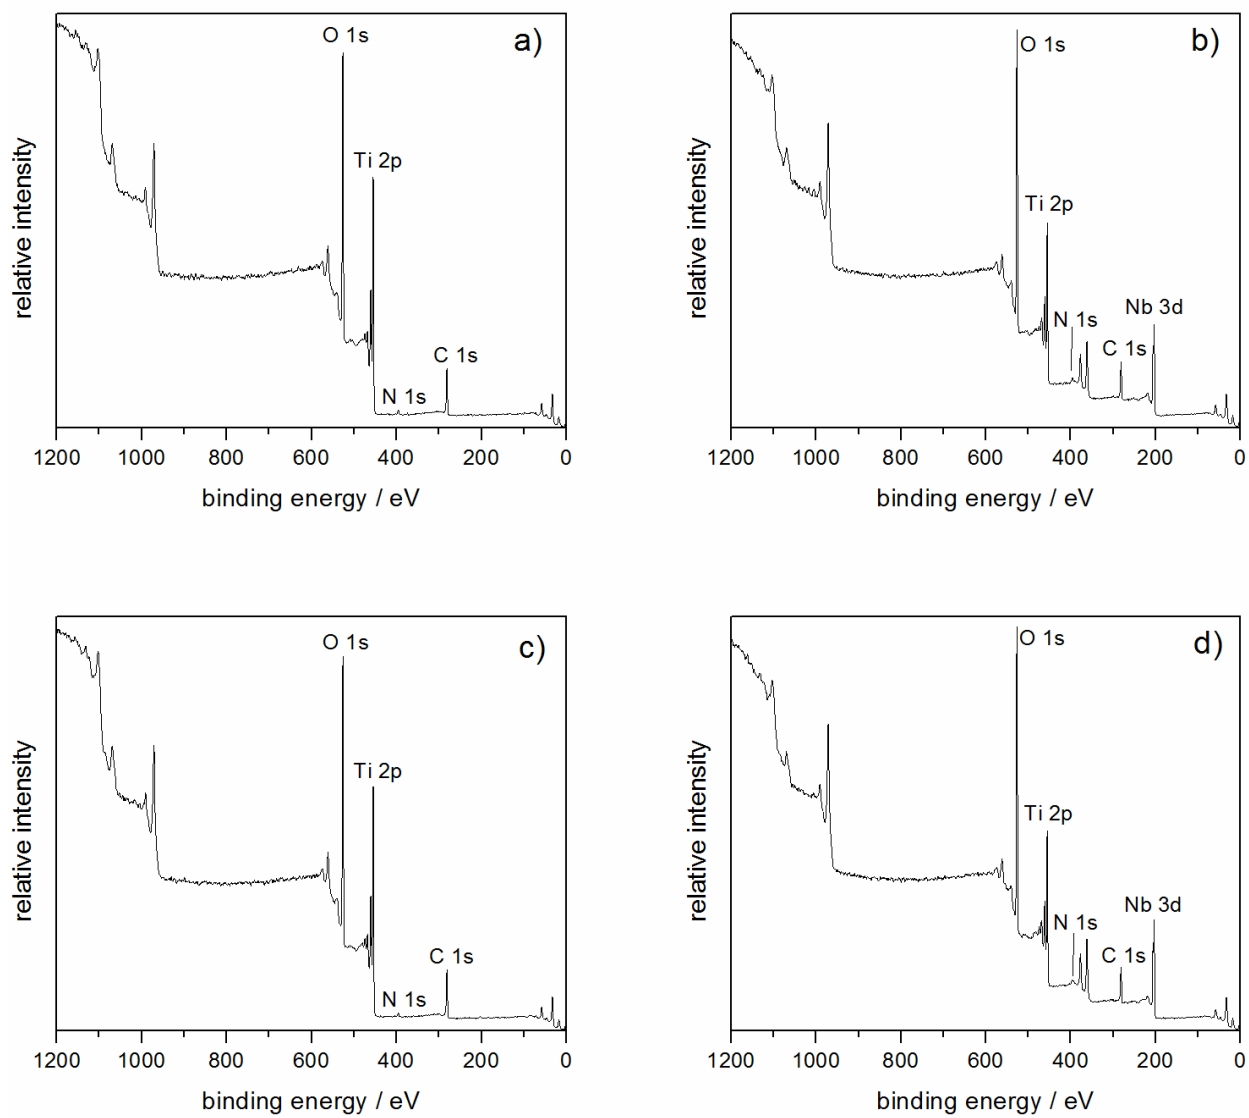 a)
O 1s
Ti 2p
C 1s
N 1s
relative intensity
1200 1000 800 600 400 200 0
binding energy / eV
b)
O 1s
Ti 2p
N 1s
Nb 3d
C 1s
relative intensity
1200 1000 800 600 400 200 0
binding energy / eV
c)
O 1s
Ti 2p
C 1s
N 1s
relative intensity
1200 1000 800 600 400 200 0
binding energy / eV
d)
O 1s
Ti 2p
N 1s
Nb 3d
C 1s
relative intensity
1200 1000 800 600 400 200 0
binding energy / eV